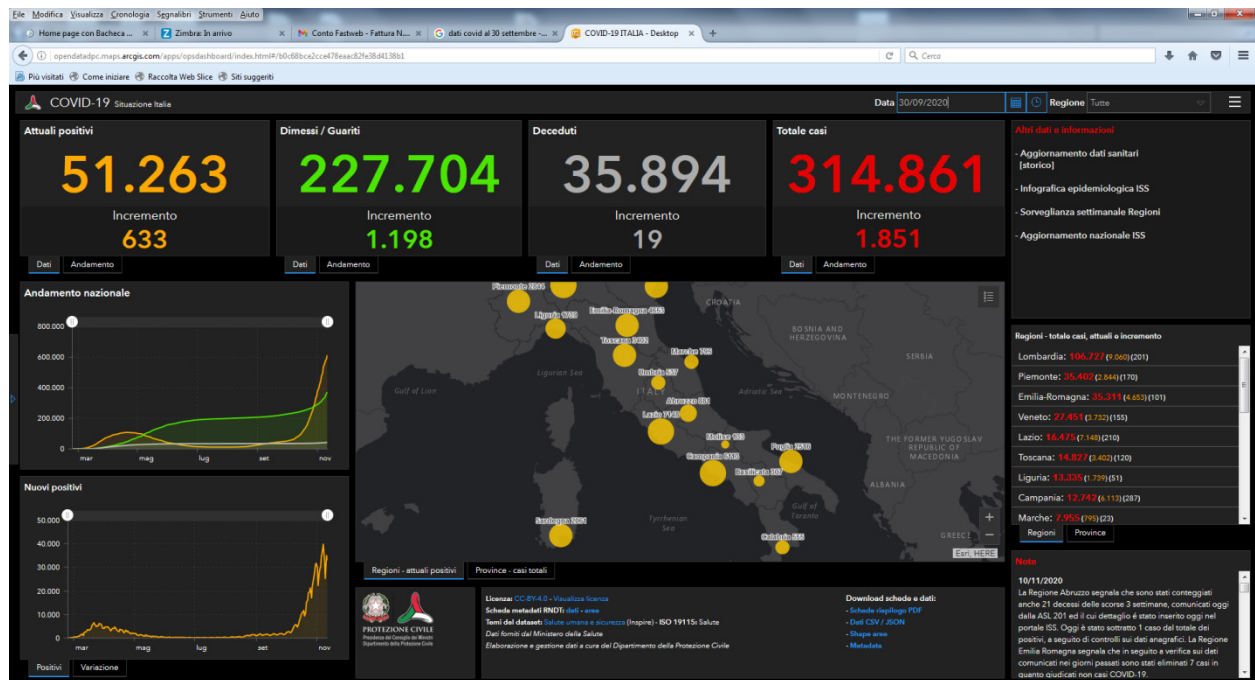 File Modifica Visualizza Cronologia Segnalibri Strumenti Aiuto
Home page con Bacheca ...
Zimbra: In arrivo
Conto Fastweb - Fattura N...
dati covid al 30 settembre -...
COVID-19 ITALIA - Desktop
opendatadpc.maps.arcgis.com/apps/opsdashboard/index.html#/b0c68bce2cce478eaac82fe38d4138b1
Cerca
Più visitati
Come iniziare
Raccolta Web Slice
Siti suggeriti
COVID-19 Situazione Italia
Data 30/09/2020
Regione Tutte
Attuali positivi
51.263
Incremento
633
Dati Andamento
Dimessi / Guariti
227.704
Incremento
1.198
Dati Andamento
Deceduti
35.894
Incremento
19
Dati Andamento
Totale casi
314.861
Incremento
1.851
Dati Andamento
Altri dati e informazioni
- Aggiornamento dati sanitari
[storico]
- Infografica epidemiologica ISS
- Sorveglianza settimanale Regioni
- Aggiornamento nazionale ISS
Andamento nazionale
800.000
600.000
400.000
200.000
0
mar mag lug set nov
Nuovi positivi
50.000
40.000
30.000
20.000
10.000
0
mar mag lug set nov
Positivi Variazione
Piemonte 2844
CROATIA
Liguria 1739
Emilia-Romagna 4653
BOSNIA AND
HERZEGOVINA
Toscana 3402
Marche 795
SERBIA
Ligurian Sea
Umbria 537
Gulf of Lion
ITALY
Adriatic Sea
MONTENEGRO
Abruzzo
Lazio 7148
THE FORMER YUGOSLAV
REPUBLIC OF
MACEDONIA
Molise
Puglia
Campania 6113
Basilicata
ALBANIA
Gulf of
Taranto
Sardegna
Tyrrhenian
Sea
Calabria
GREECE
Esri, HERE
Regioni - attuali positivi
Province - casi totali
Regioni - totale casi, attuali e incremento
Lombardia: 106.727 (9.060) (201)
Piemonte: 35.402 (2.844) (170)
Emilia-Romagna: 35.311 (4.653) (101)
Veneto: 27.451 (3.732) (155)
Lazio: 16.475 (7.148) (210)
Toscana: 14.827 (3.402) (120)
Liguria: 13.335 (1.739) (51)
Campania: 12.742 (6.113) (287)
Marche: 7.955 (795) (23)
Regioni Province
PROTEZIONE CIVILE
Presidenza del Consiglio dei Ministri
Dipartimento della Protezione Civile
Licenza: CC-BY-4.0 - Visualizza licenza
Scheda metadati RNDT: dati - aree
Temi del dataset: Salute umana e sicurezza (Inspire) - ISO 19115: Salute
Dati forniti dal Ministero della Salute
Elaborazione e gestione dati a cura del Dipartimento della Protezione Civile
Download schede e dati:
- Schede riepilogo PDF
- Dati CSV / JSON
- Shape aree
- Metadata
Note
10/11/2020
La Regione Abruzzo segnala che sono stati conteggiati
anche 21 decessi delle scorse 3 settimane, comunicati oggi
dalla ASL 201 ed il cui dettaglio è stato inserito oggi nel
portale ISS. Oggi è stato sottratto 1 caso dal totale dei
positivi, a seguito di controlli sui dati anagrafici. La Regione
Emilia Romagna segnala che in seguito a verifica sui dati
comunicati nei giorni passati sono stati eliminati 7 casi in
quanto giudicati non casi COVID-19.